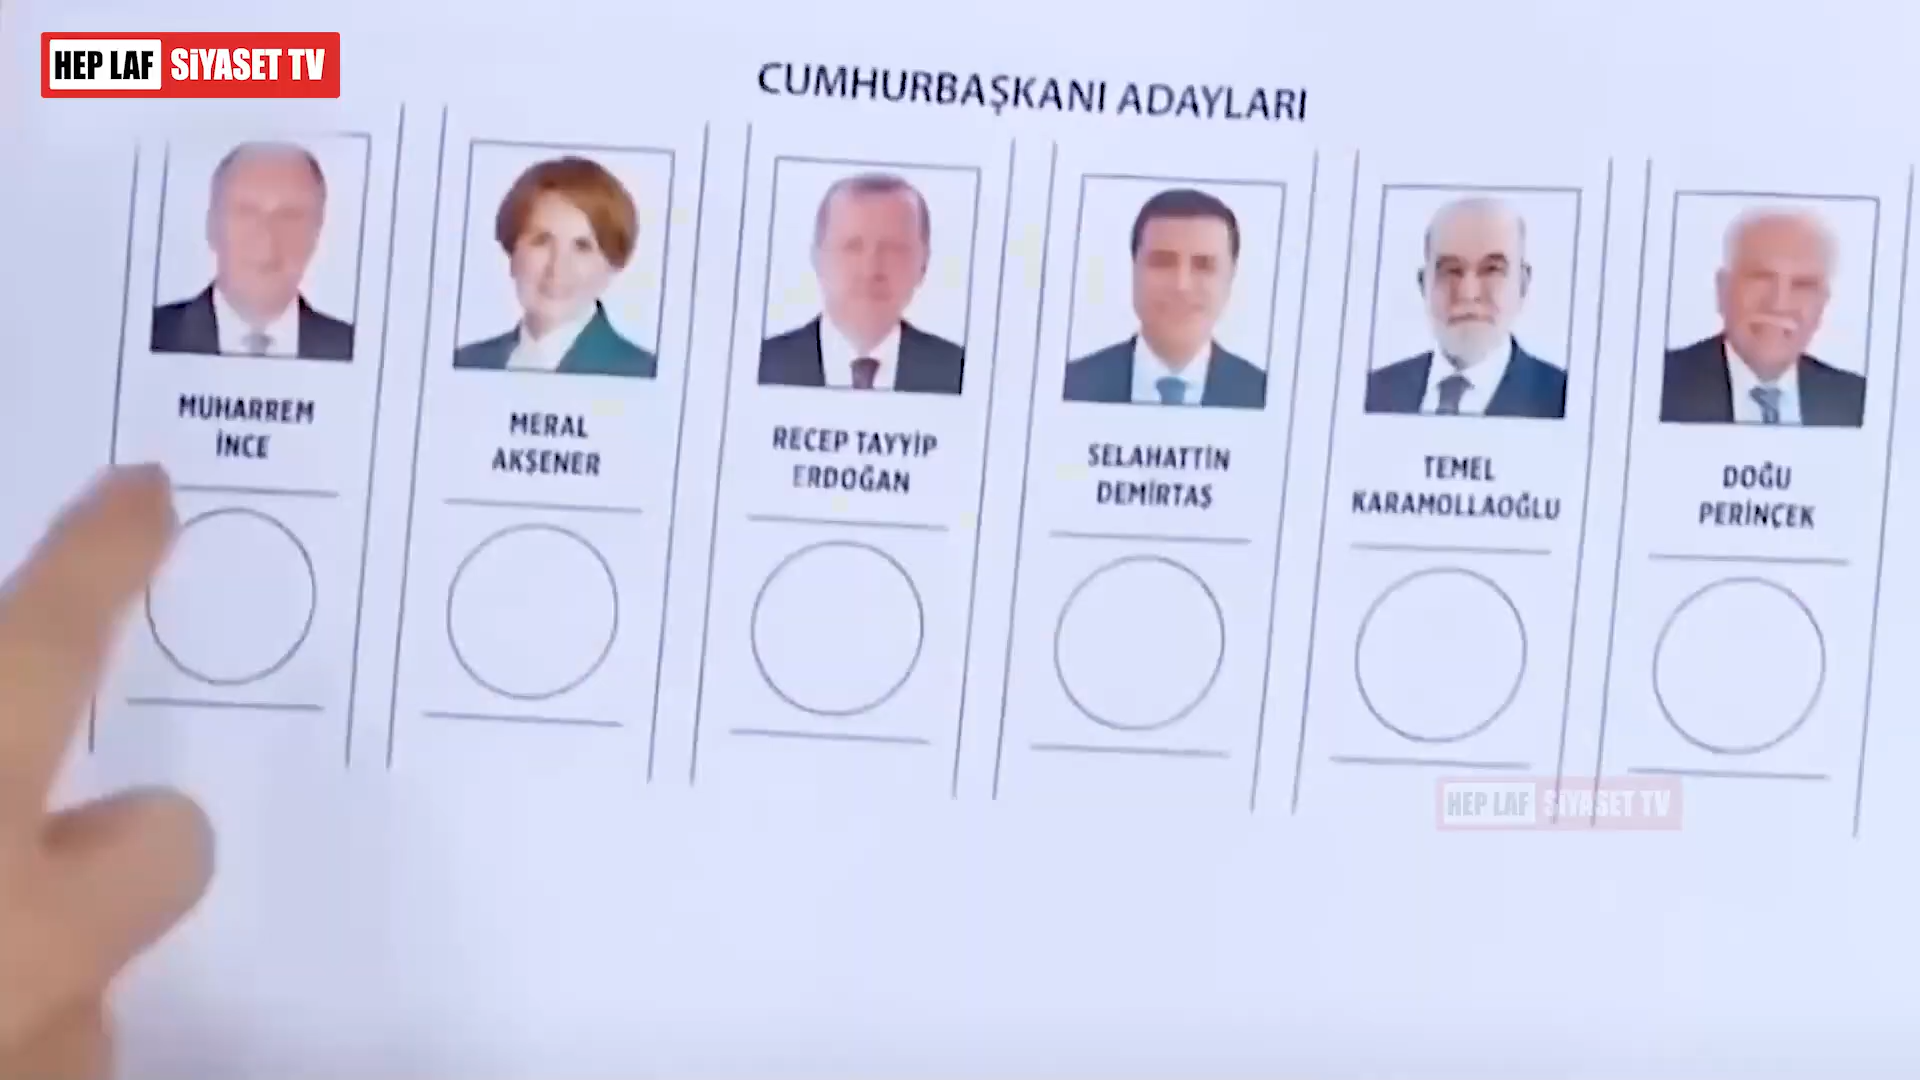 HEP LAF SİYASET TV
CUMHURBAŞKANI ADAYLARI
MUHARREM
İNCE
MERAL
AKŞENER
RECEP TAYYİP
ERDOĞAN
SELAHATTİN
DEMİRTAŞ
TEMEL
KARAMOLLAOĞLU
DOĞU
PERİNÇEK
HEP LAF SİYASET TV